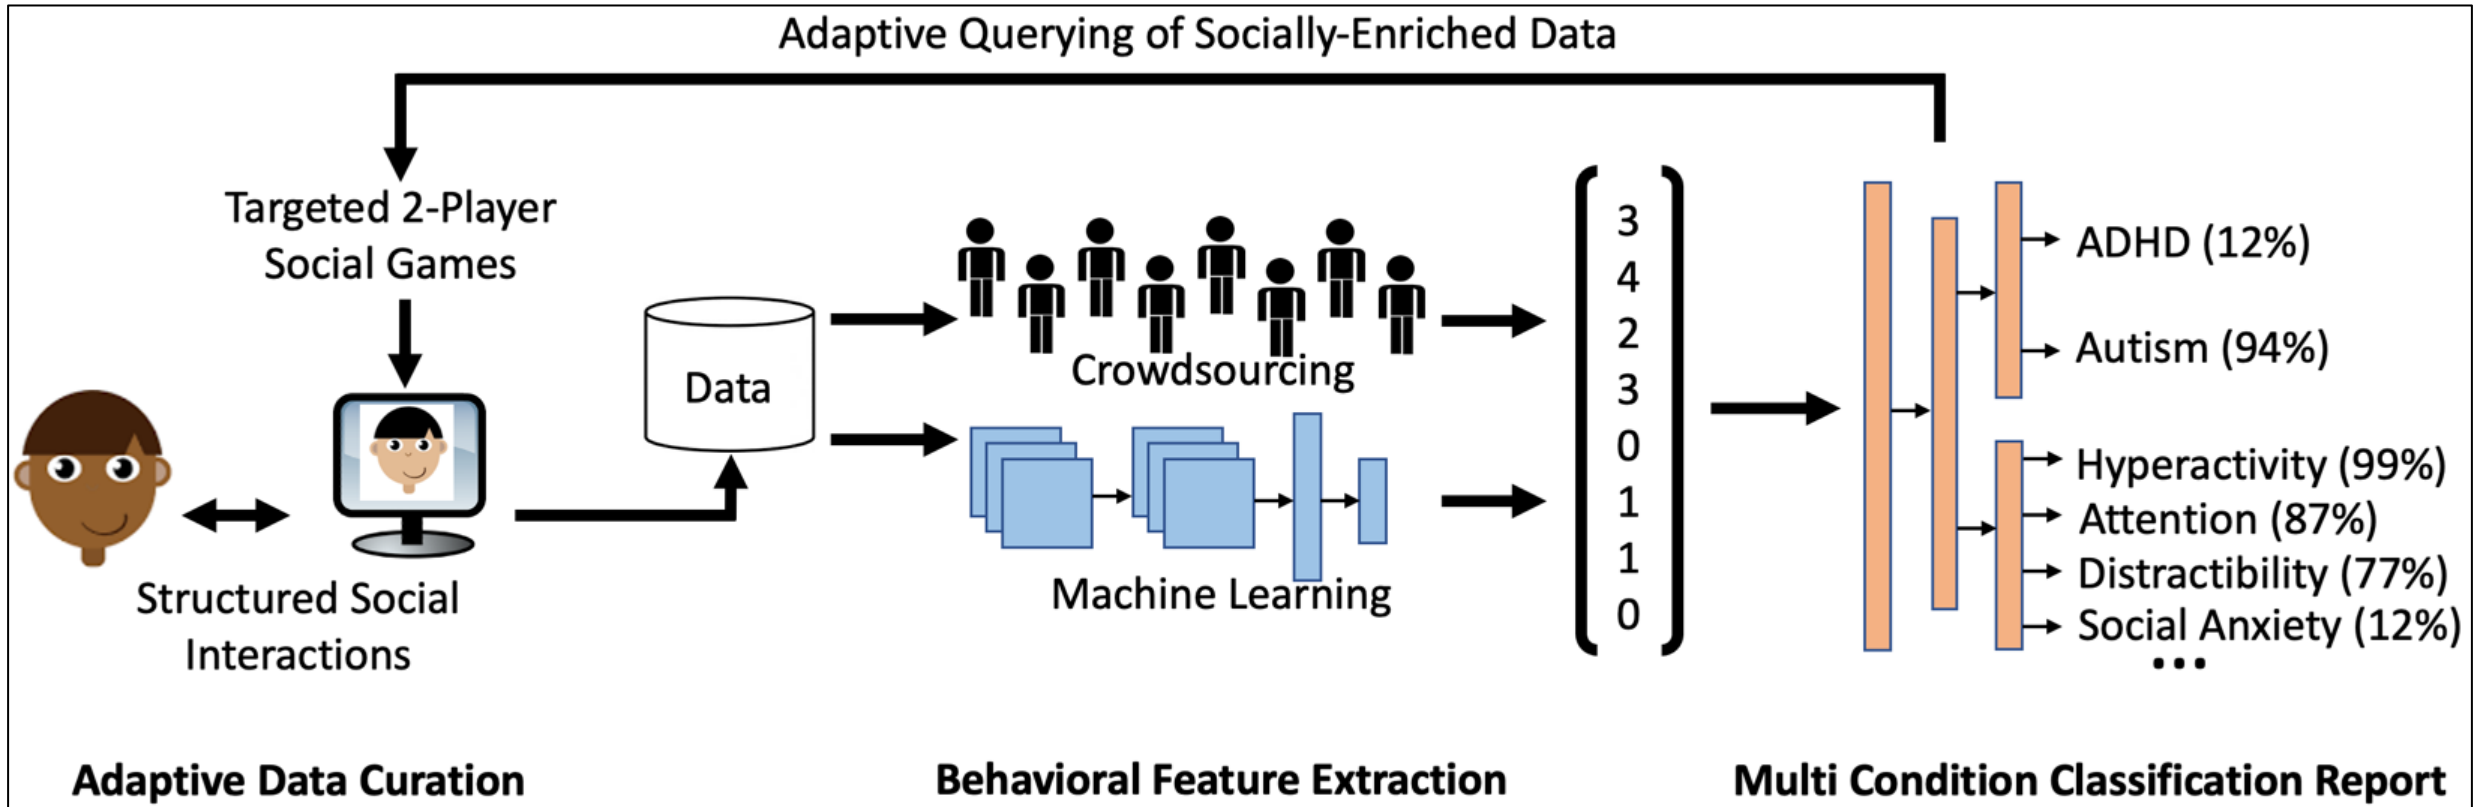 Adaptive Querying of Socially-Enriched Data
Targeted 2-Player
Social Games
Structured Social
Interactions
Data
Crowdsourcing
Machine Learning
3
4
2
3
0
1
1
0
ADHD (12%)
Autism (94%)
Hyperactivity (99%)
Attention (87%)
Distractibility (77%)
Social Anxiety (12%)
...
Adaptive Data Curation
Behavioral Feature Extraction
Multi Condition Classification Report